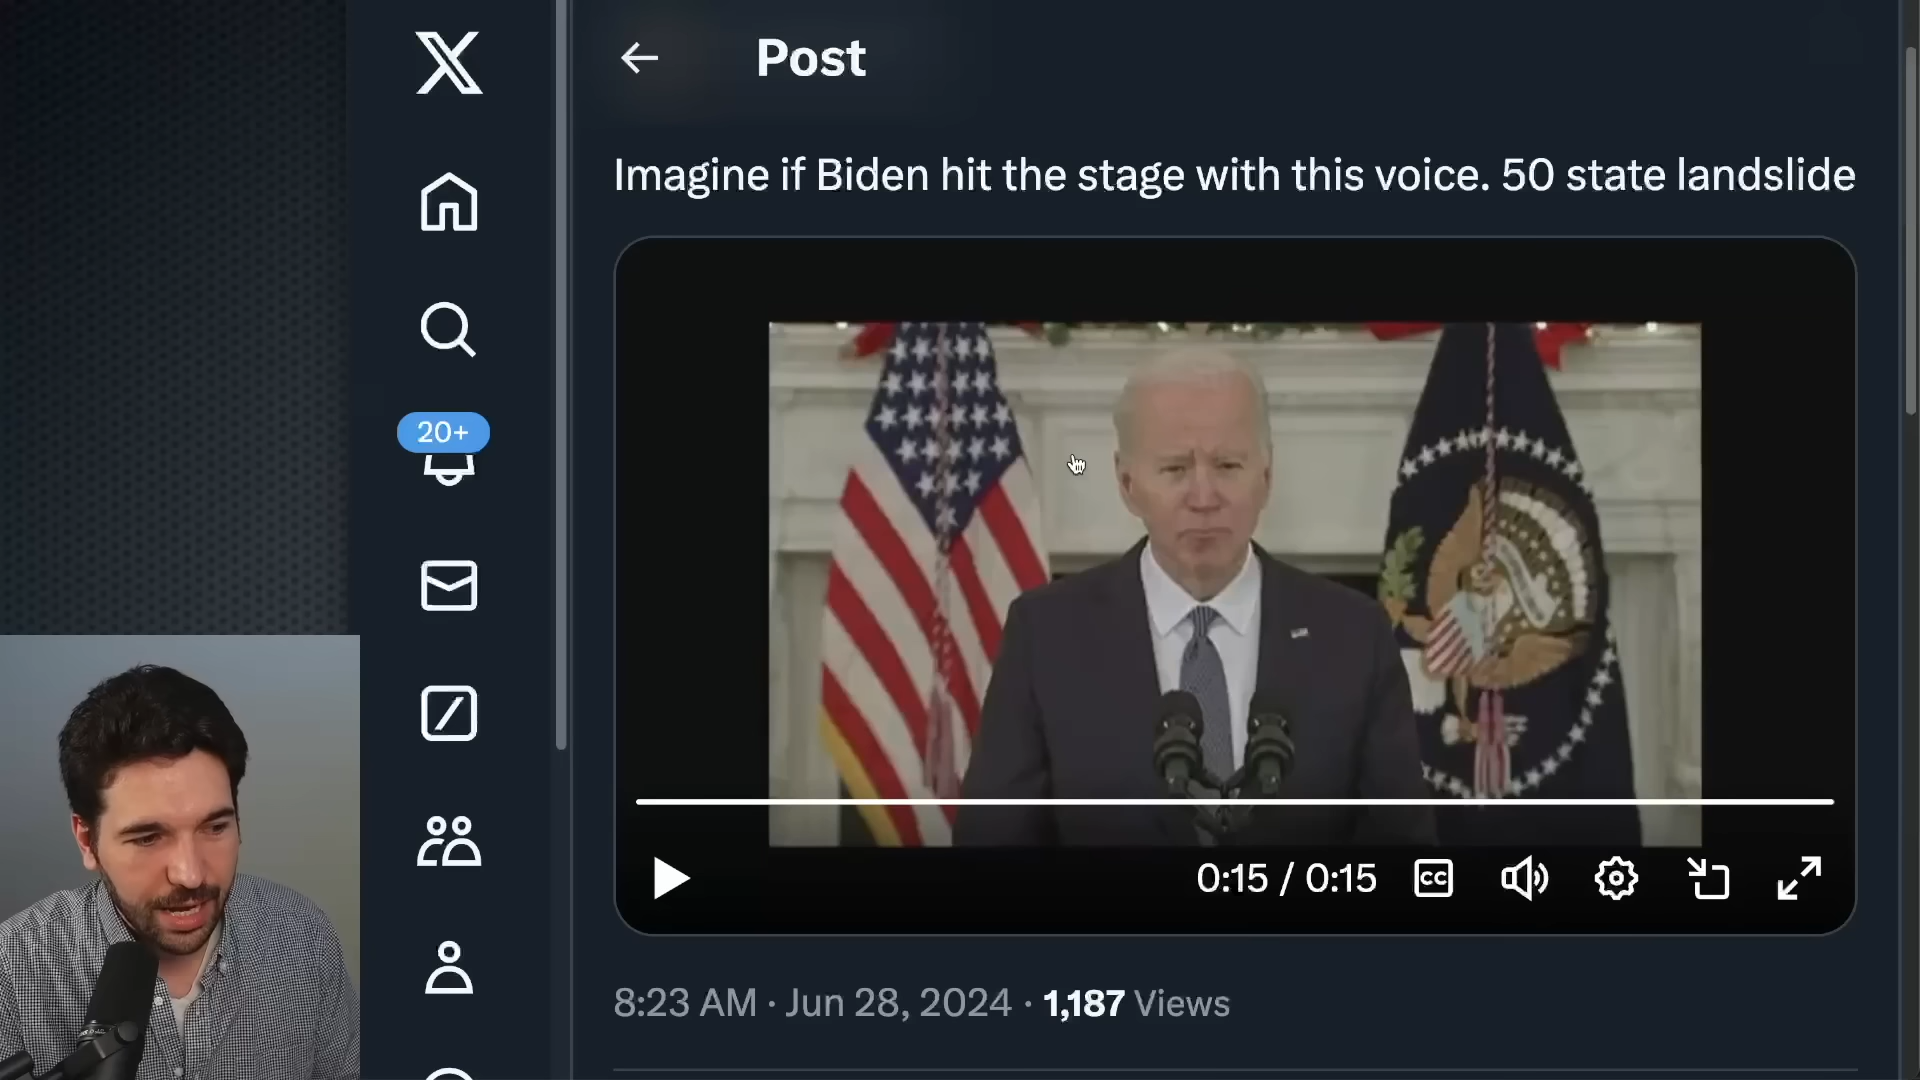 Post
Imagine if Biden hit the stage with this voice. 50 state landslide
20+
0:15 / 0:15
CC
8:23 AM · Jun 28, 2024 · 1,187 Views